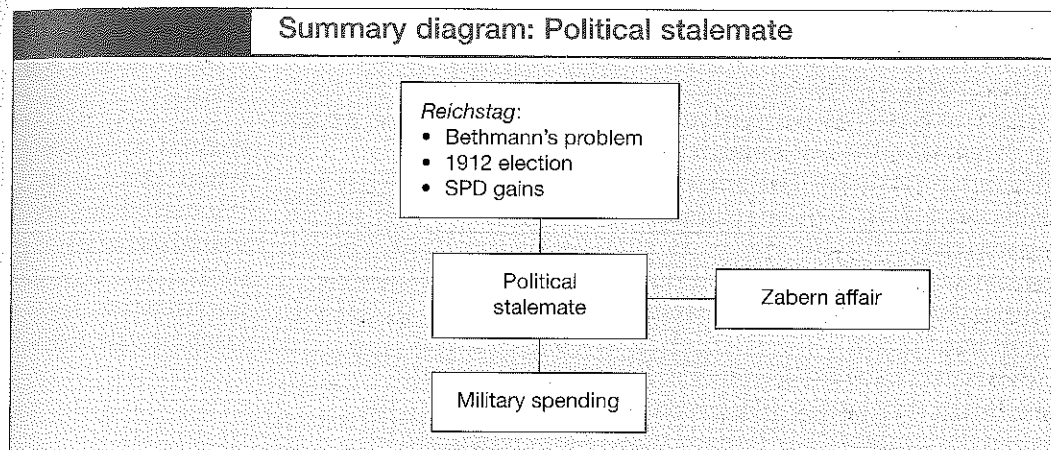 Summary diagram: Political stalemate
Reichstag:
• Bethmann's problem
• 1912 election
• SPD gains
Political
stalemate
Zabern affair
Military spending